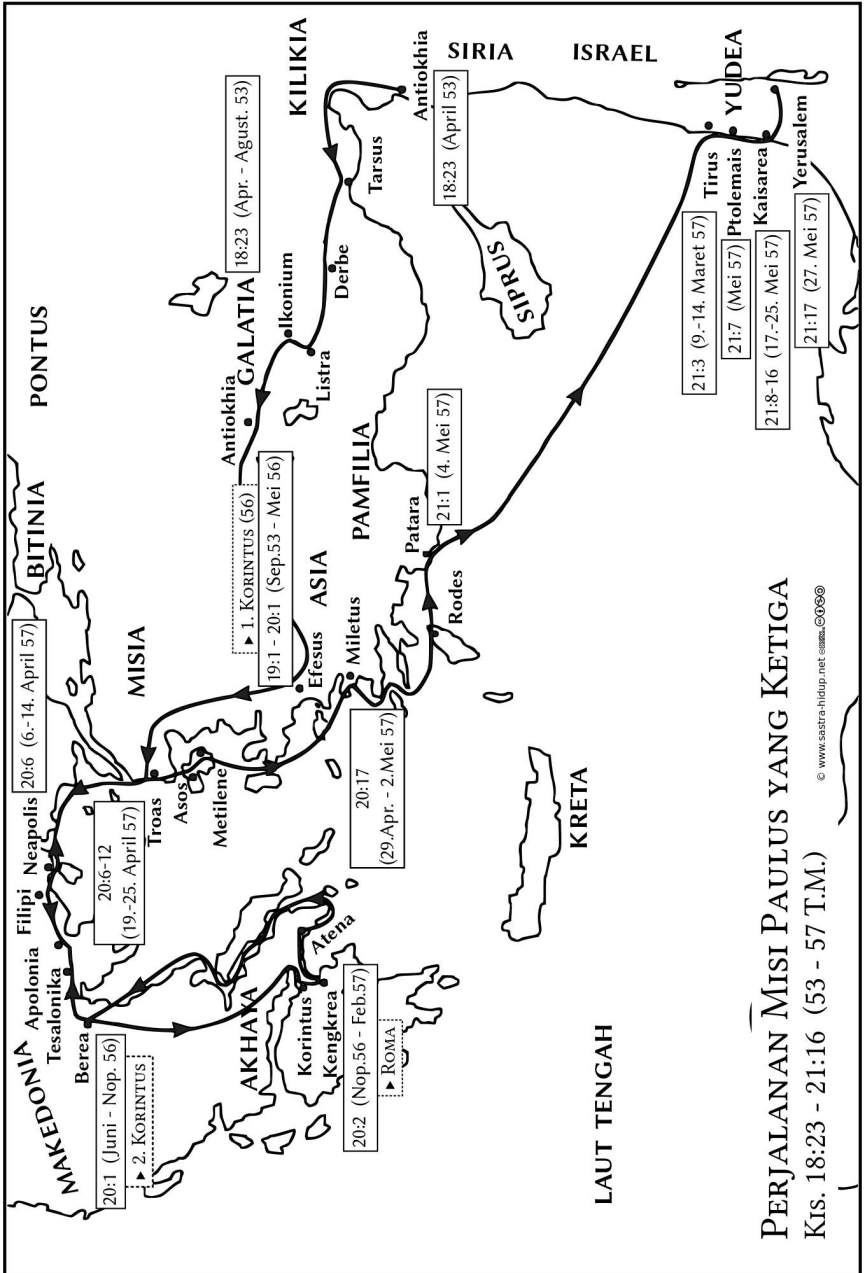 MAKEDONIA
Filipi
Neapolis
20:6 (6.-14. April 57)
BITINIA
PONTUS
Apolonia
Tesalonika
Berea
20:1 (Juni - Nop. 56)
▸ 2. KORINTUS
20:6-12
(19.-25. April 57)
MISIA
Troas
Asos
Metilene
Antiokhia
GALATIA
18:23 (Apr. - Agust. 53)
KILIKIA
Ikonium
Listra
Derbe
Tarsus
▸ 1. KORINTUS (56)
19:1 - 20:1 (Sep.53 - Mei 56)
ASIA
Efesus
Miletus
PAMFILIA
AKHAYA
Atena
Korintus
Kengkrea
20:2 (Nop.56 - Feb.57)
▸ ROMA
20:17
(29.Apr. - 2.Mei 57)
Patara
21:1 (4. Mei 57)
Rodes
Antiokhia
18:23 (April 53)
SIRIA
SIPRUS
ISRAEL
KRETA
LAUT TENGAH
21:3 (9.-14. Maret 57)
Tirus
21:7 (Mei 57)
Ptolemais
YUDEA
21:8-16 (17.-25. Mei 57)
Kaisarea
21:17 (27. Mei 57)
Yerusalem
PERJALANAN MISI PAULUS YANG KETIGA
KIS. 18:23 - 21:16 (53 - 57 T.M.)
© www.sastra-hidup.net